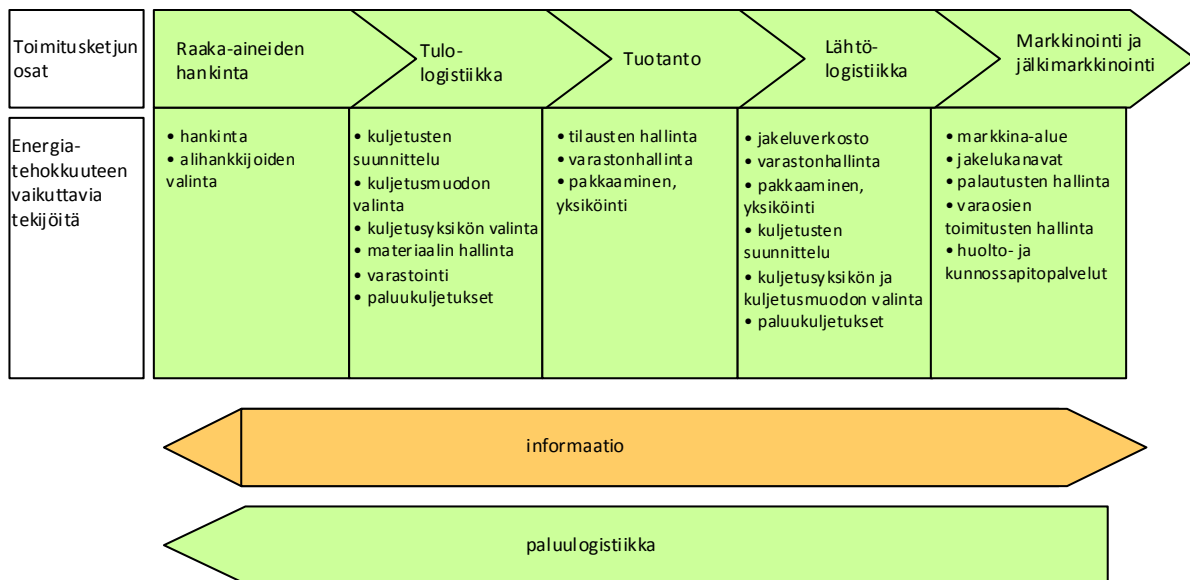 Toimitusketjun
osat
Raaka-aineiden
hankinta
Tulo-
logistiikka
Tuotanto
Lähtö-
logistiikka
Markkinointi ja
jälkimarkkinointi
Energia-
tehokkuuteen
vaikuttavia
tekijöitä
• hankinta
• alihankkijoiden
valinta
• kuljetusten
suunnittelu
• kuljetusmuodon
valinta
• kuljetusyksikön valinta
• materiaalin hallinta
• varastointi
• paluukuljetukset
• tilausten hallinta
• varastonhallinta
• pakkaaminen,
yksiköinti
• jakeluverkosto
• varastonhallinta
• pakkaaminen,
yksiköinti
• kuljetusten
suunnittelu
• kuljetusyksikön ja
kuljetusmuodon valinta
• paluukuljetukset
• markkina-alue
• jakelukanavat
• palautusten hallinta
• varaosien
toimitusten hallinta
• huolto- ja
kunnossapitopalvelut
informaatio
paluulogistiikka